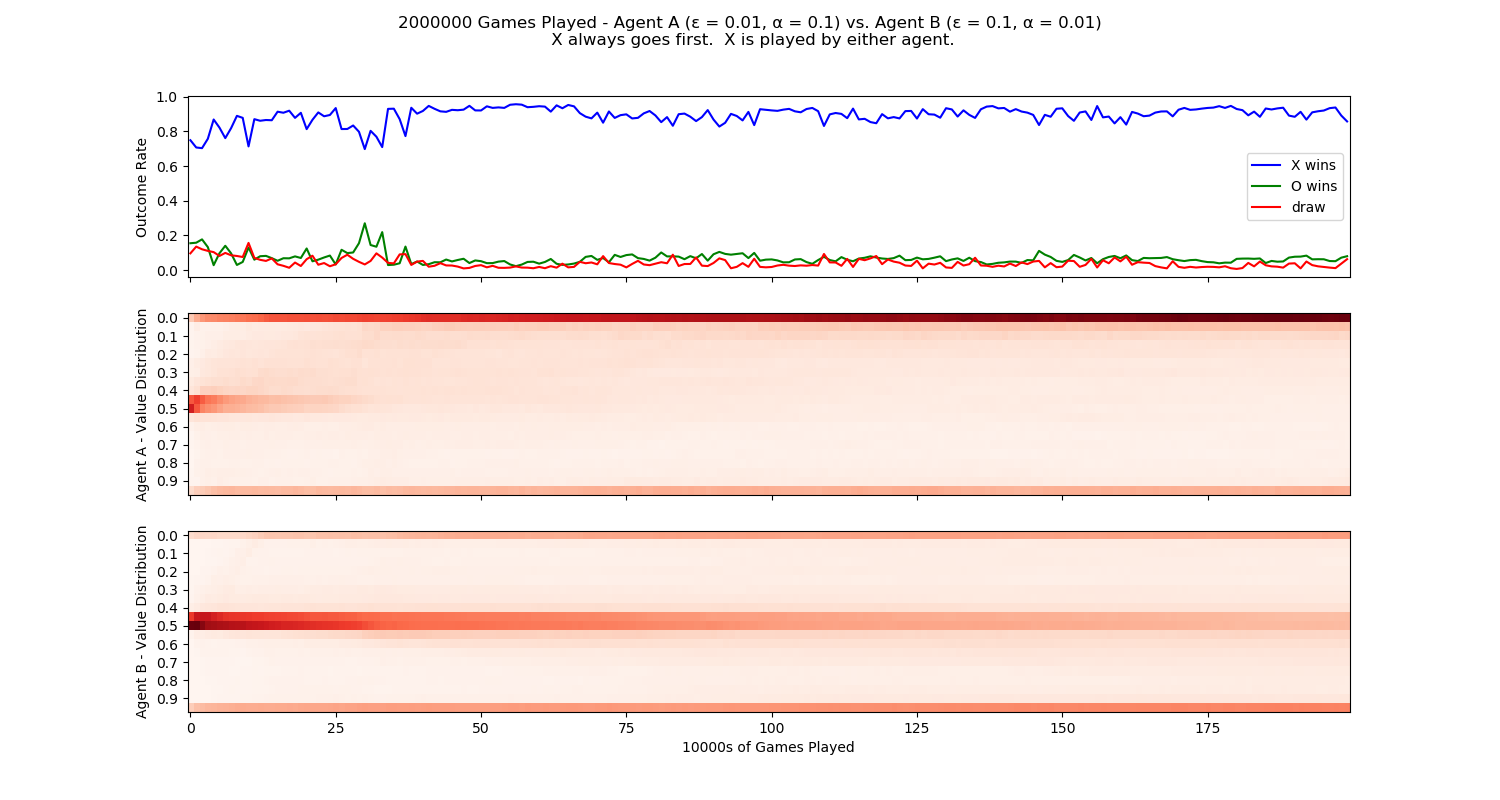 2000000 Games Played - Agent A (ε = 0.01, α = 0.1) vs. Agent B (ε = 0.1, α = 0.01)
X always goes first.  X is played by either agent.
Outcome Rate
1.0
0.8
0.6
0.4
0.2
0.0
X wins
O wins
draw
Agent A - Value Distribution
0.0
0.1
0.2
0.3
0.4
0.5
0.6
0.7
0.8
0.9
Agent B - Value Distribution
0.0
0.1
0.2
0.3
0.4
0.5
0.6
0.7
0.8
0.9
0 25 50 75 100 125 150 175
10000s of Games Played